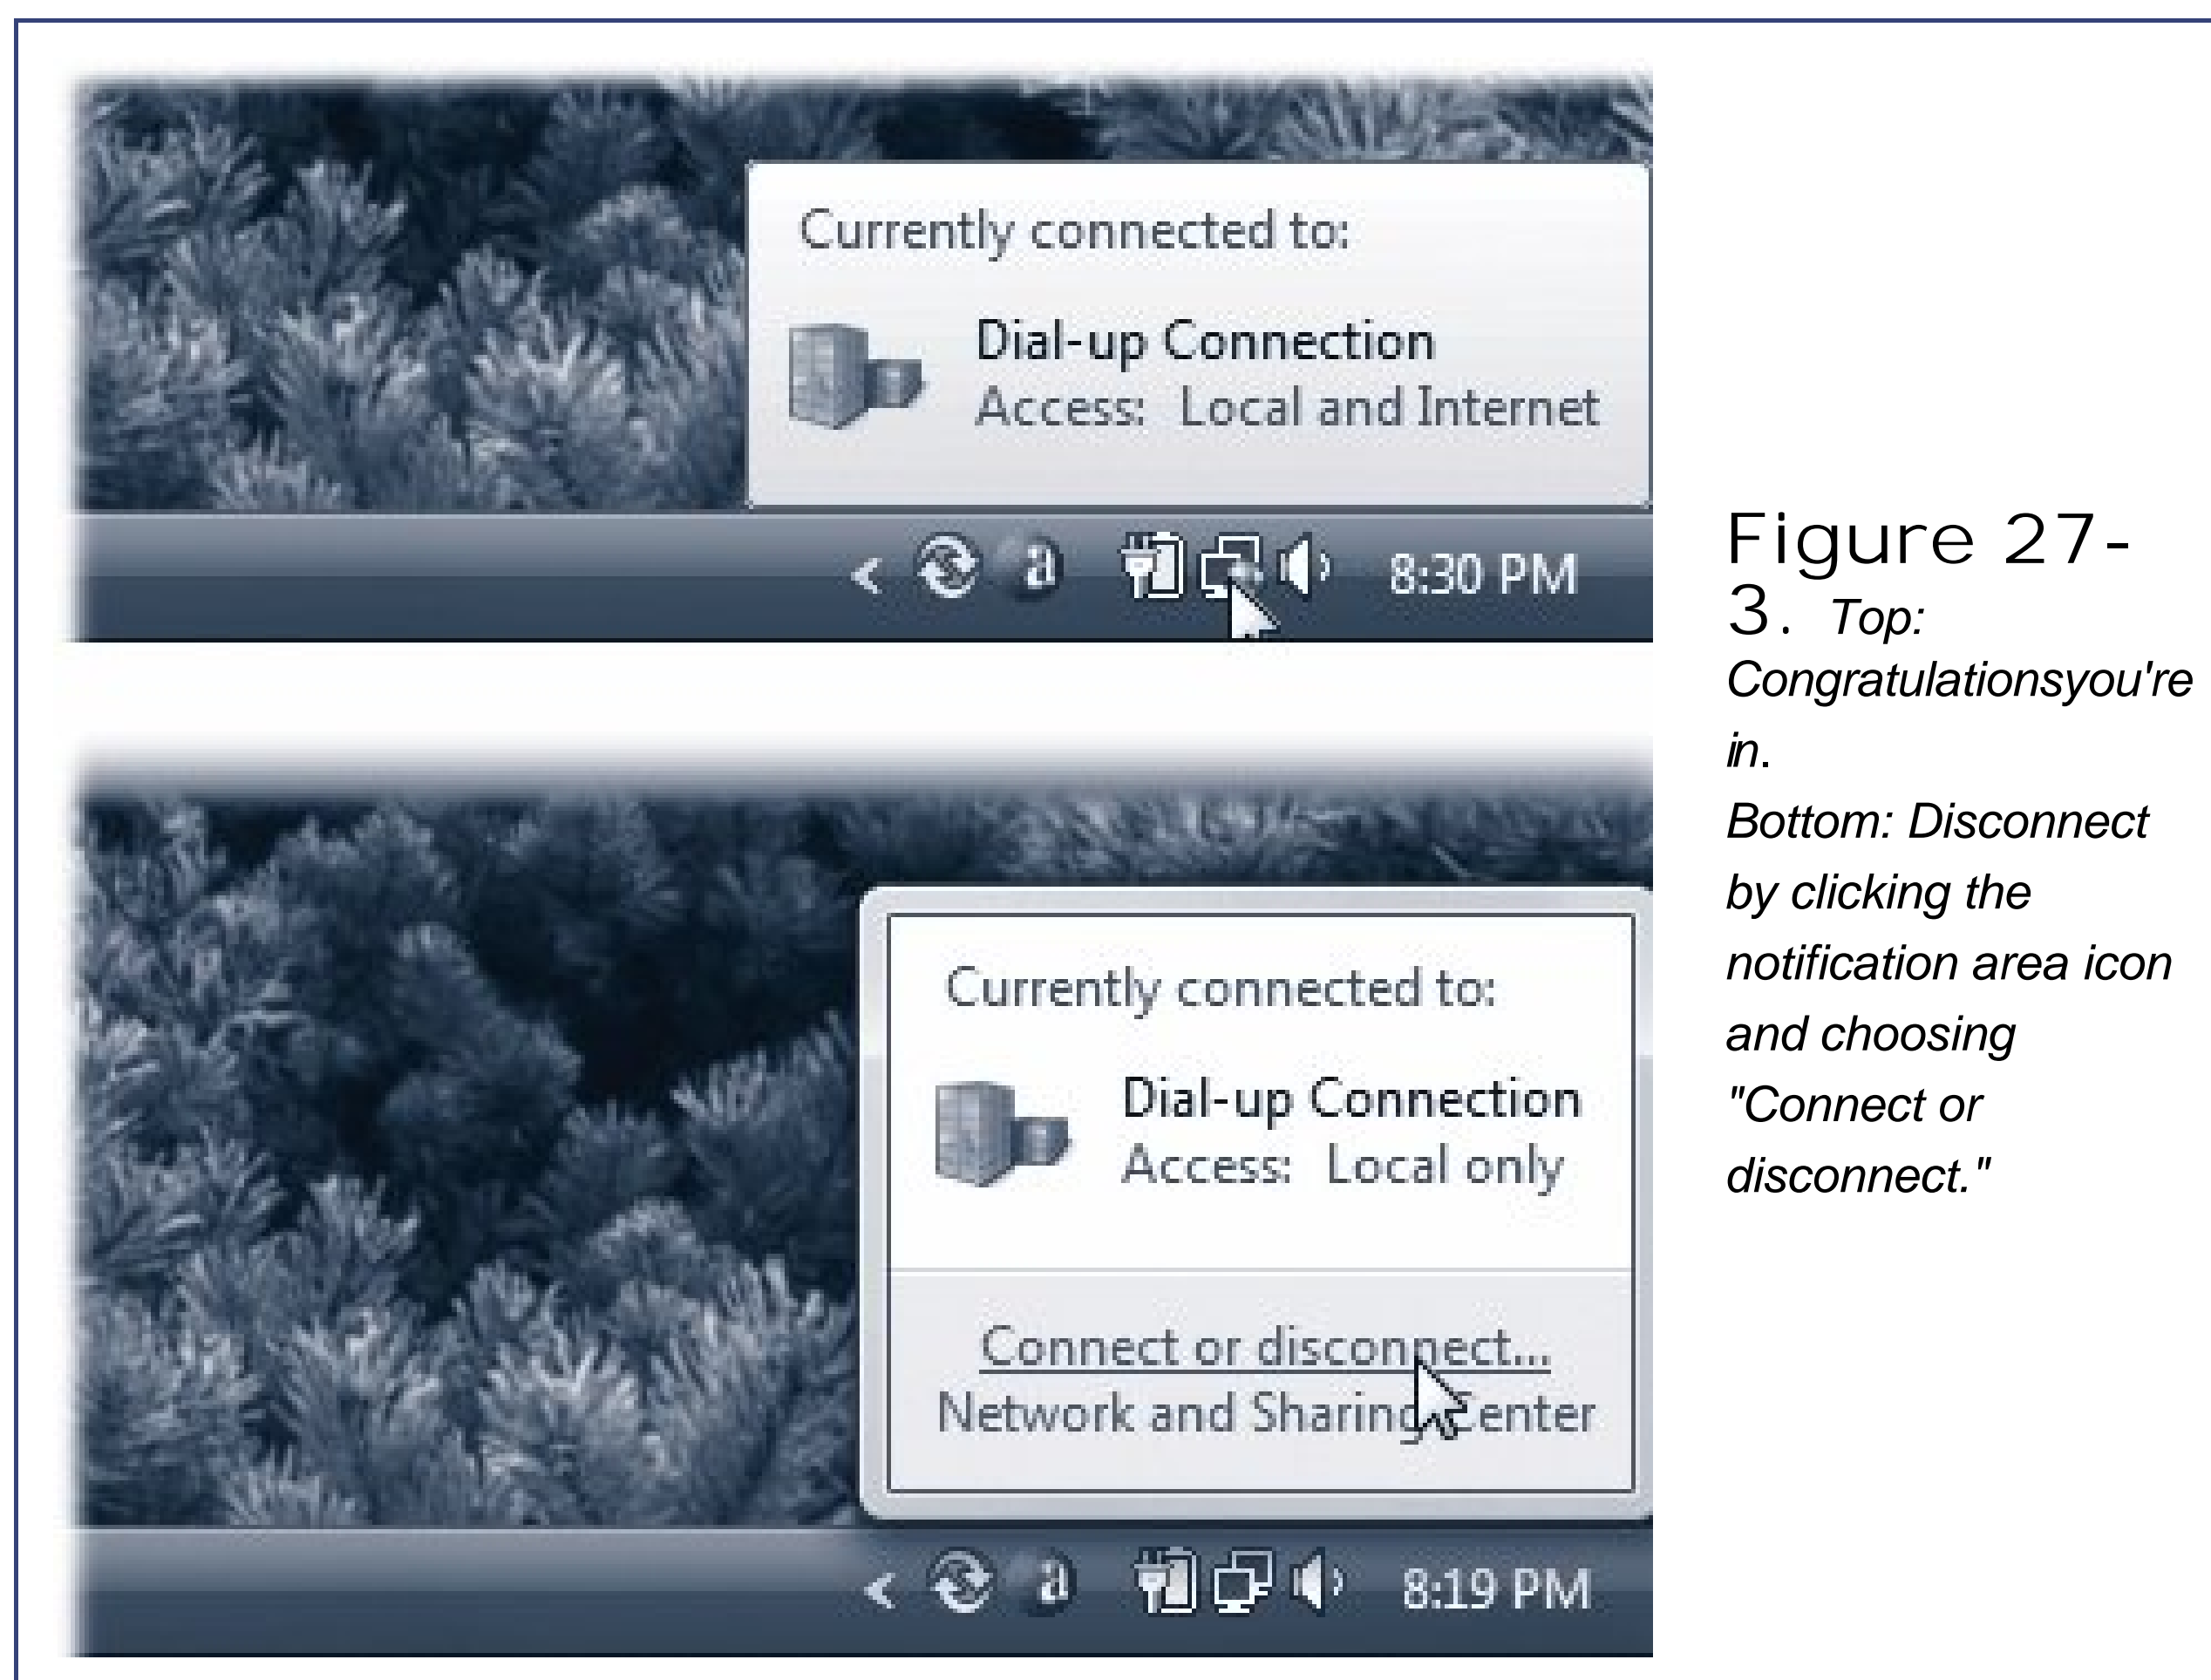 Currently connected to:
Dial-up Connection
Access: Local and Internet
a
8:30 PM
Currently connected to:
Dial-up Connection
Access: Local only
Connect or disconnect...
Network and Sharing Center
a
8:19 PM
Figure 27-
3. Top:
Congratulationsyou're
in.
Bottom: Disconnect
by clicking the
notification area icon
and choosing
"Connect or
disconnect."